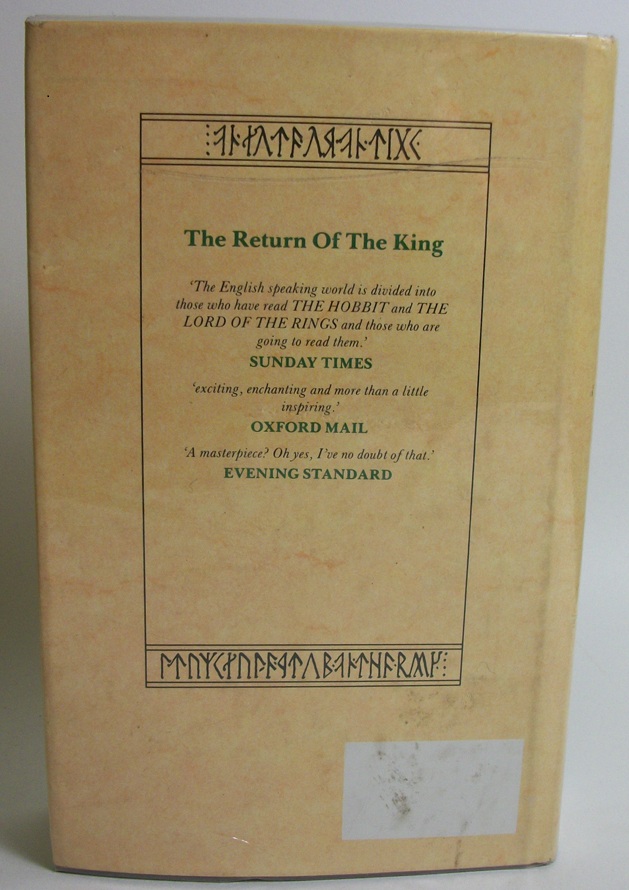 The Return Of The King
‘The English speaking world is divided into
those who have read THE HOBBIT and THE
LORD OF THE RINGS and those who are
going to read them.’
SUNDAY TIMES
‘exciting, enchanting and more than a little
inspiring.’
OXFORD MAIL
‘A masterpiece? Oh yes, I’ve no doubt of that.’
EVENING STANDARD